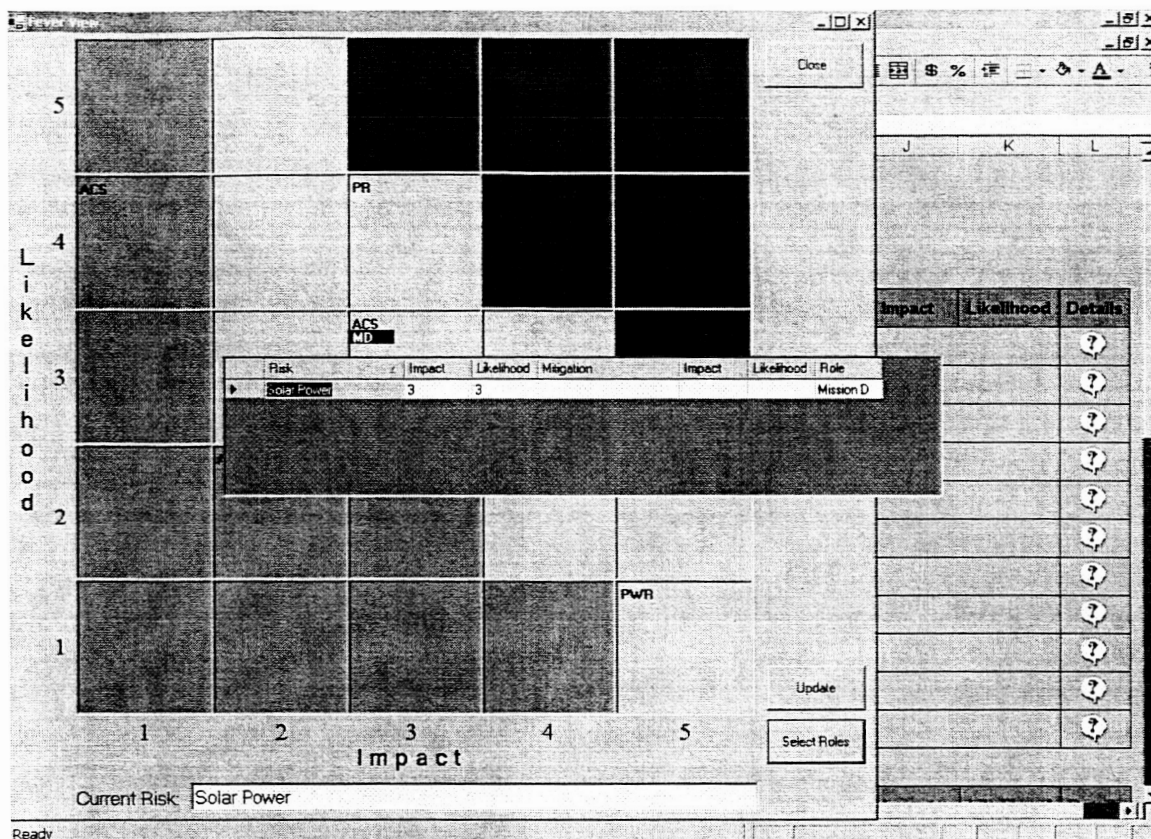 Fever View
Close
$ %
A
J K L
5
4
3
2
1
Likelihood
ACS
PR
ACS
MD
Impact Likelihood Details
Risk Impact Likelihood Mitigation Impact Likelihood Role
Solar Power 3 3 Mission D
?
?
?
?
?
?
?
?
?
?
?
PWR
Update
Select Roles
1 2 3 4 5
Impact
Current Risk: Solar Power
Ready